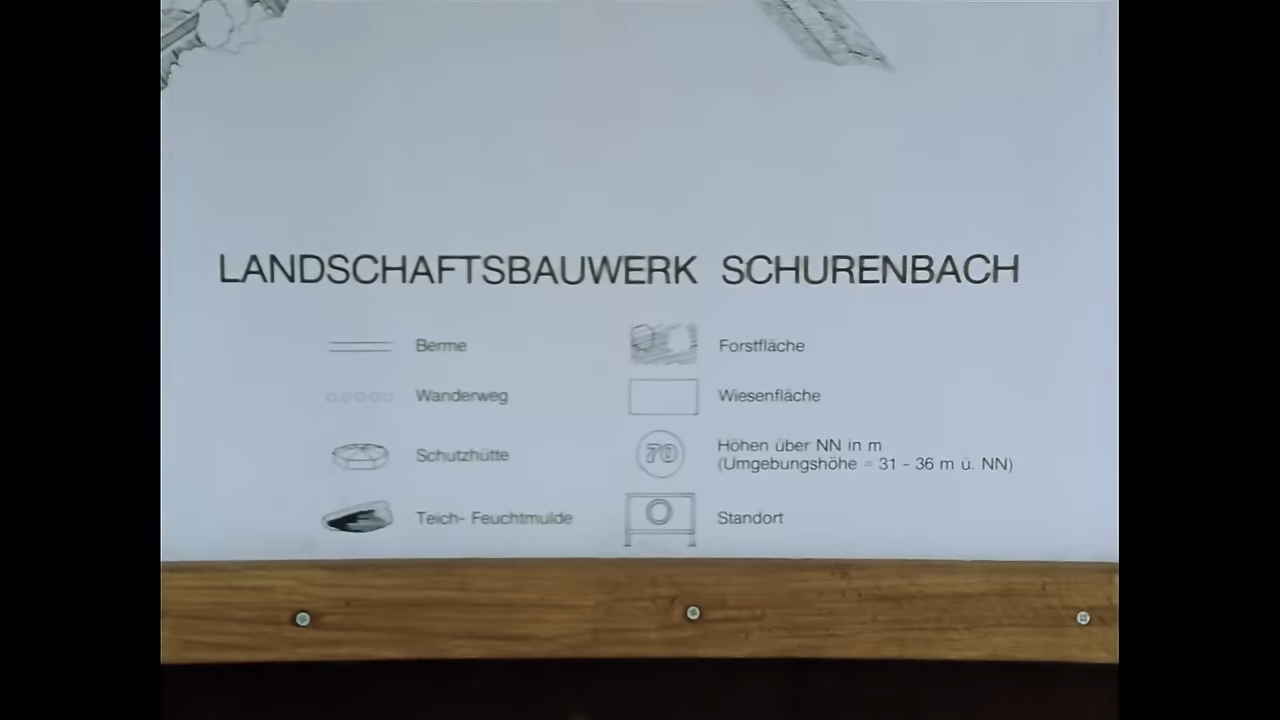 LANDSCHAFTSBAUWERK SCHURENBACH
Berme
Wanderweg
Schutzhütte
Teich- Feuchtmulde
Forstfläche
Wiesenfläche
70
Höhen über NN in m
(Umgebungshöhe = 31 - 36 m ü. NN)
Standort